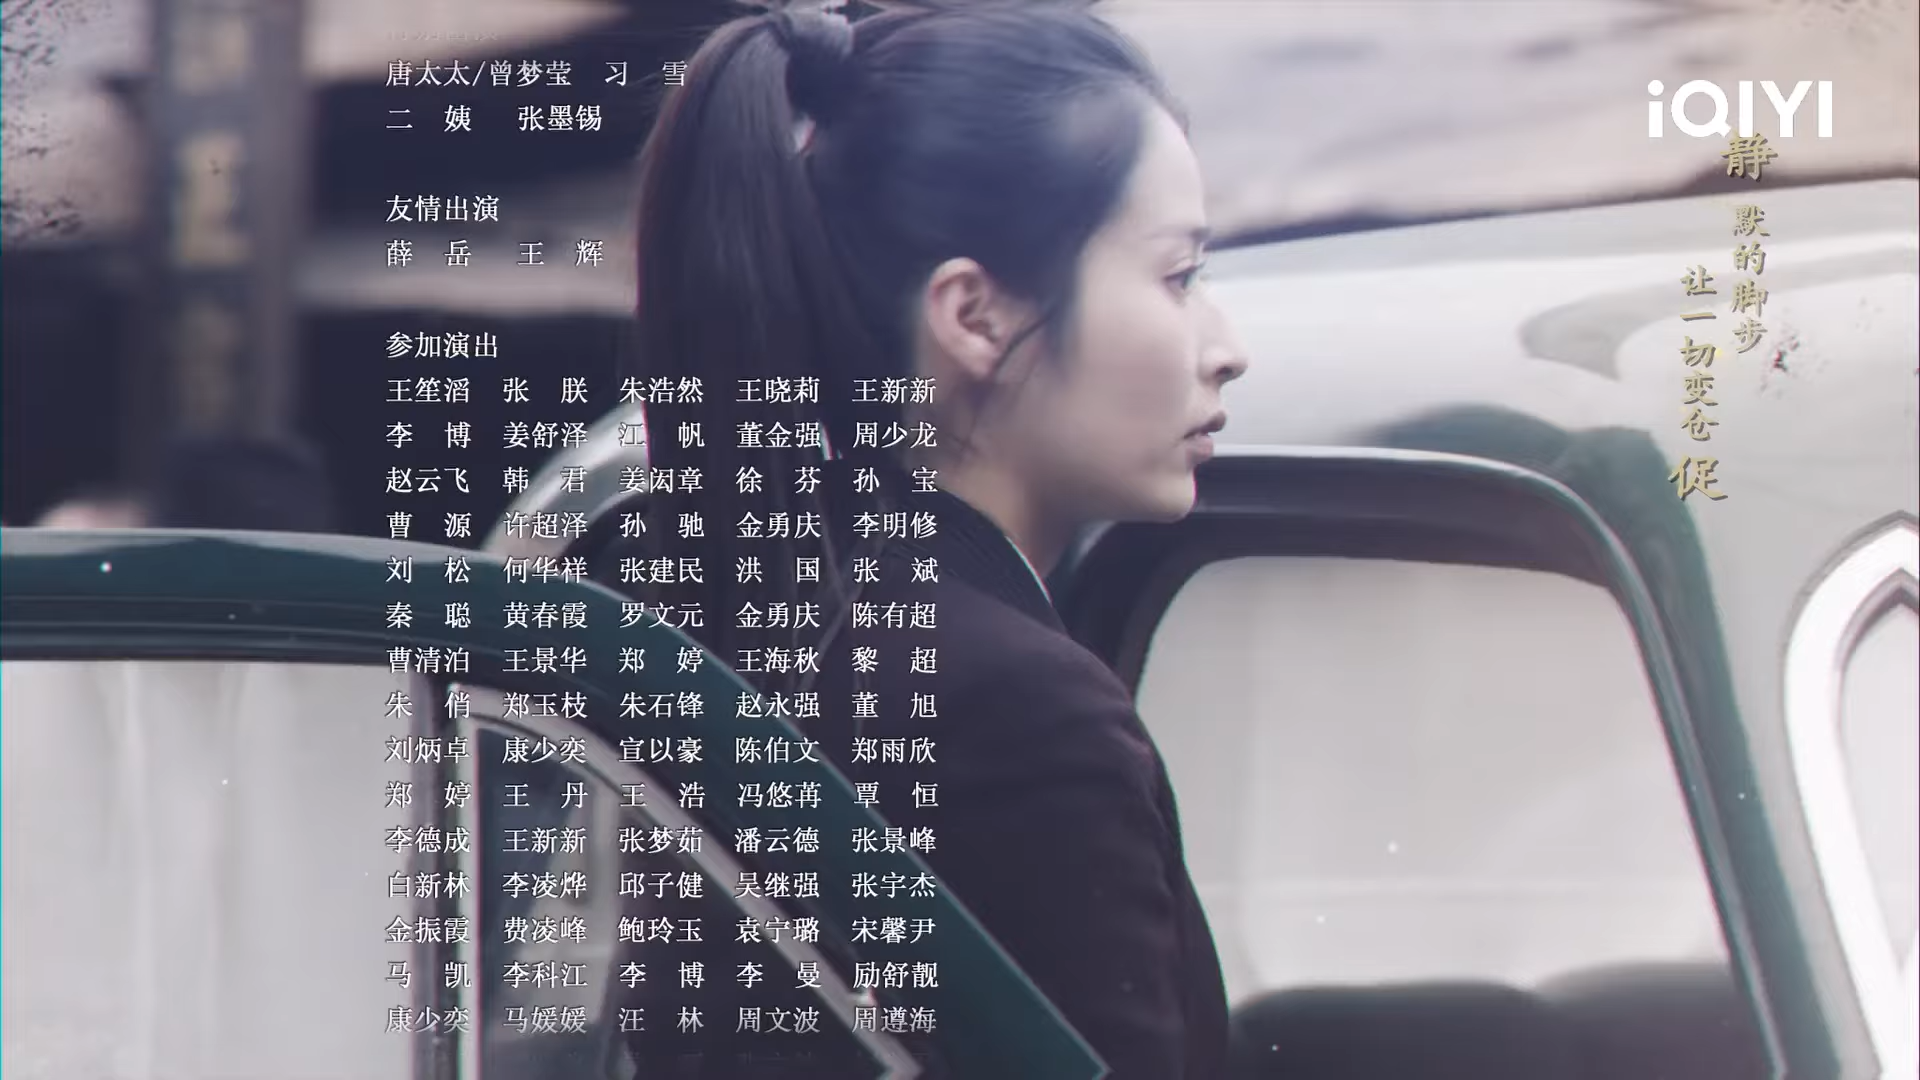 唐太太/曾梦莹 习 雪
二 姨 张墨锡
友情出演
薛 岳 王 辉
参加演出
王笙滔 张 朕 朱浩然 王晓莉 王新新
李 博 姜舒泽 江 帆 董金强 周少龙
赵云飞 韩 君 姜闳章 徐 芬 孙 宝
曹 源 许超泽 孙 驰 金勇庆 李明修
刘 松 何华祥 张建民 洪 国 张 斌
秦 聪 黄春霞 罗文元 金勇庆 陈有超
曹清泊 王景华 郑 婷 王海秋 黎 超
朱 俏 郑玉枝 朱石锋 赵永强 董 旭
刘炳卓 康少奕 宣以豪 陈伯文 郑雨欣
郑 婷 王 丹 王 浩 冯悠苒 覃 恒
李德成 王新新 张梦茹 潘云德 张景峰
白新林 李凌烨 邱子健 吴继强 张宇杰
金振霞 费凌峰 鲍玲玉 袁宁璐 宋馨尹
马 凯 李科江 李 博 李 曼 励舒靓
康少奕 马媛媛 汪 林 周文波 周遵海
iQIYI
静默的脚步
让一切变仓促